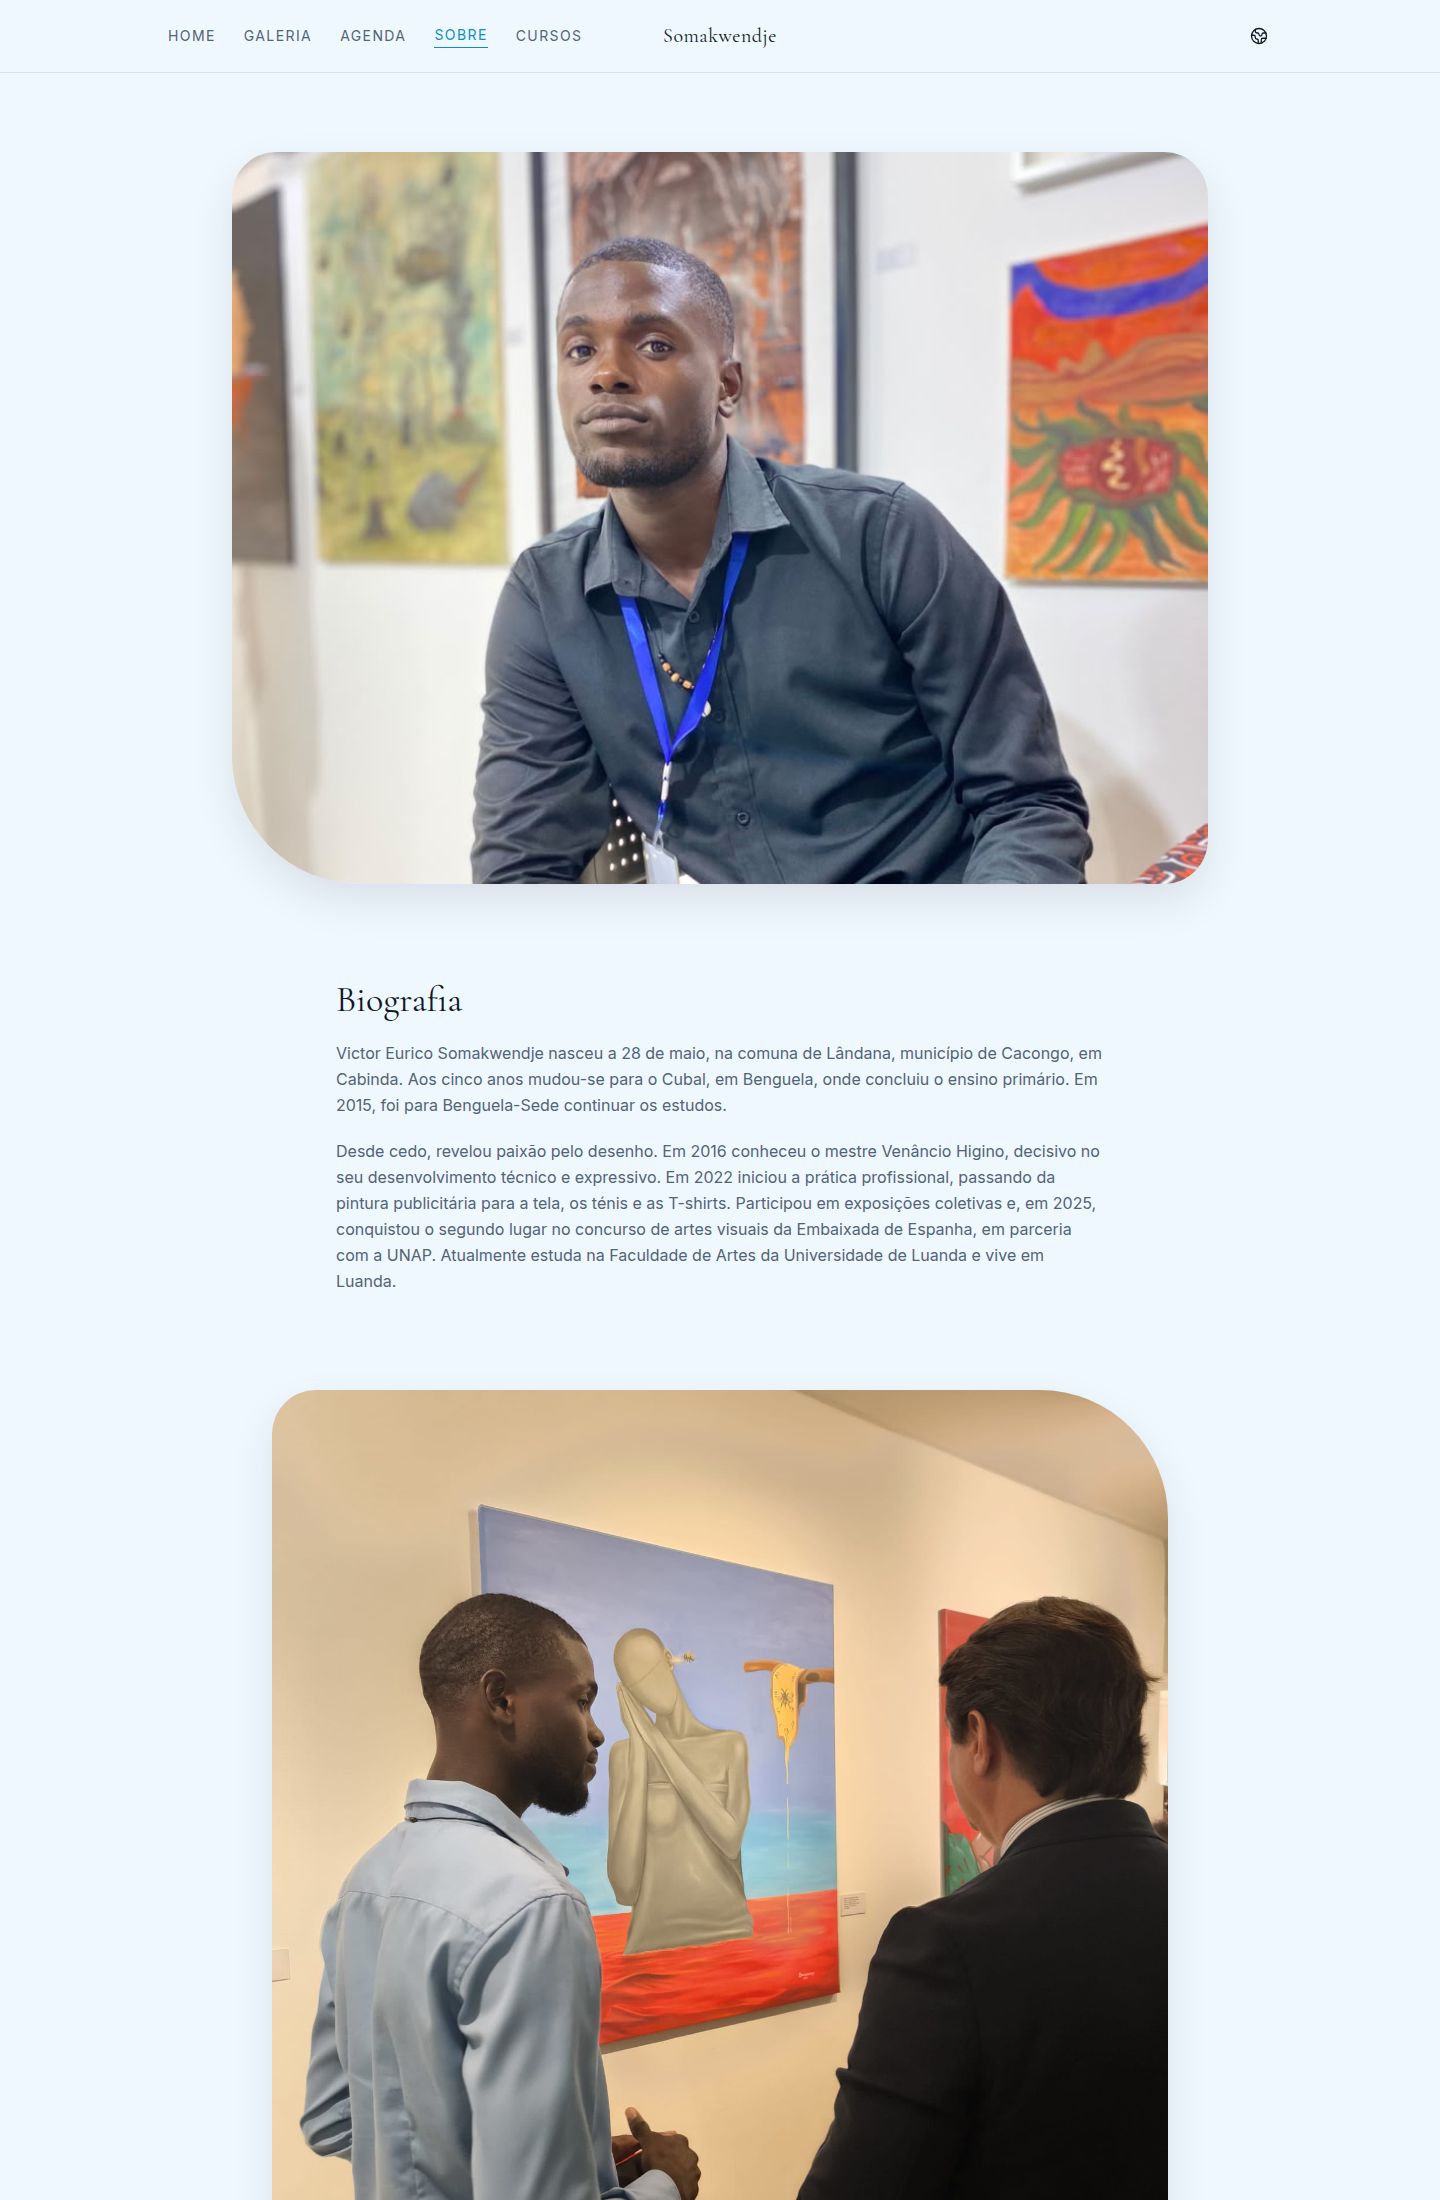 HOME GALERIA AGENDA SOBRE CURSOS Somakwendje
Biografia
Victor Eurico Somakwendje nasceu a 28 de maio, na comuna de Lândana, município de Cacongo, em
Cabinda. Aos cinco anos mudou-se para o Cubal, em Benguela, onde concluiu o ensino primário. Em
2015, foi para Benguela-Sede continuar os estudos.
Desde cedo, revelou paixão pelo desenho. Em 2016 conheceu o mestre Venâncio Higino, decisivo no
seu desenvolvimento técnico e expressivo. Em 2022 iniciou a prática profissional, passando da
pintura publicitária para a tela, os ténis e as T-shirts. Participou em exposições coletivas e, em 2025,
conquistou o segundo lugar no concurso de artes visuais da Embaixada de Espanha, em parceria
com a UNAP. Atualmente estuda na Faculdade de Artes da Universidade de Luanda e vive em
Luanda.